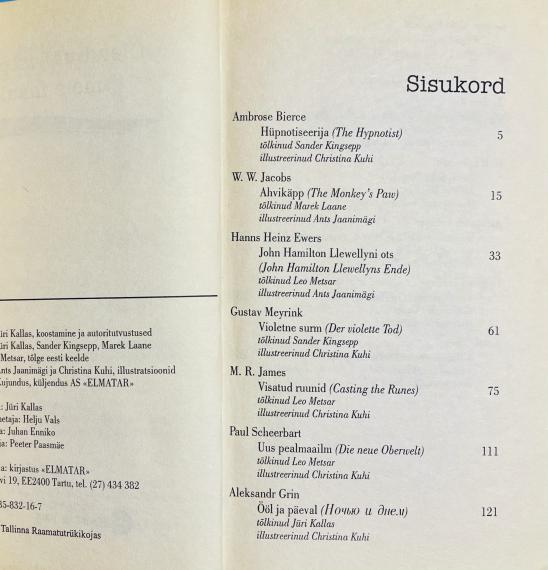 üri Kallas, koostamine ja autoritutvustused
üri Kallas, Sander Kingsepp, Marek Laane
Metsar, tõlge eesti keelde
nts Jaanimägi ja Christina Kuhi, illustratsioonid
ujundus, küljendus AS «ELMATAR»
: Jüri Kallas
etaja: Helju Vals
a: Juhan Enniko
ja: Peeter Paasmäe
a: kirjastus «ELMATAR»
vi 19, EE2400 Tartu, tel. (27) 434 382
85-832-16-7
Tallinna Raamatutrükikojas
Sisukord
Ambrose Bierce
Hüpnotiseerija (The Hypnotist) 5
tõlkinud Sander Kingsepp
illustreerinud Christina Kuhi
W. W. Jacobs
Ahvikäpp (The Monkey's Paw) 15
tõlkinud Marek Laane
illustreerinud Ants Jaanimägi
Hanns Heinz Ewers
John Hamilton Llewellyni ots 33
(John Hamilton Llewellyns Ende)
tõlkinud Leo Metsar
illustreerinud Ants Jaanimägi
Gustav Meyrink
Violetne surm (Der violette Tod) 61
tõlkinud Sander Kingsepp
illustreerinud Christina Kuhi
M. R. James
Visatud ruunid (Casting the Runes) 75
tõlkinud Leo Metsar
illustreerinud Christina Kuhi
Paul Scheerbart
Uus pealmaailm (Die neue Oberwelt) 111
tõlkinud Leo Metsar
illustreerinud Christina Kuhi
Aleksandr Grin
Ööl ja päeval (Ночью и днем) 121
tõlkinud Jüri Kallas
illustreerinud Christina Kuhi